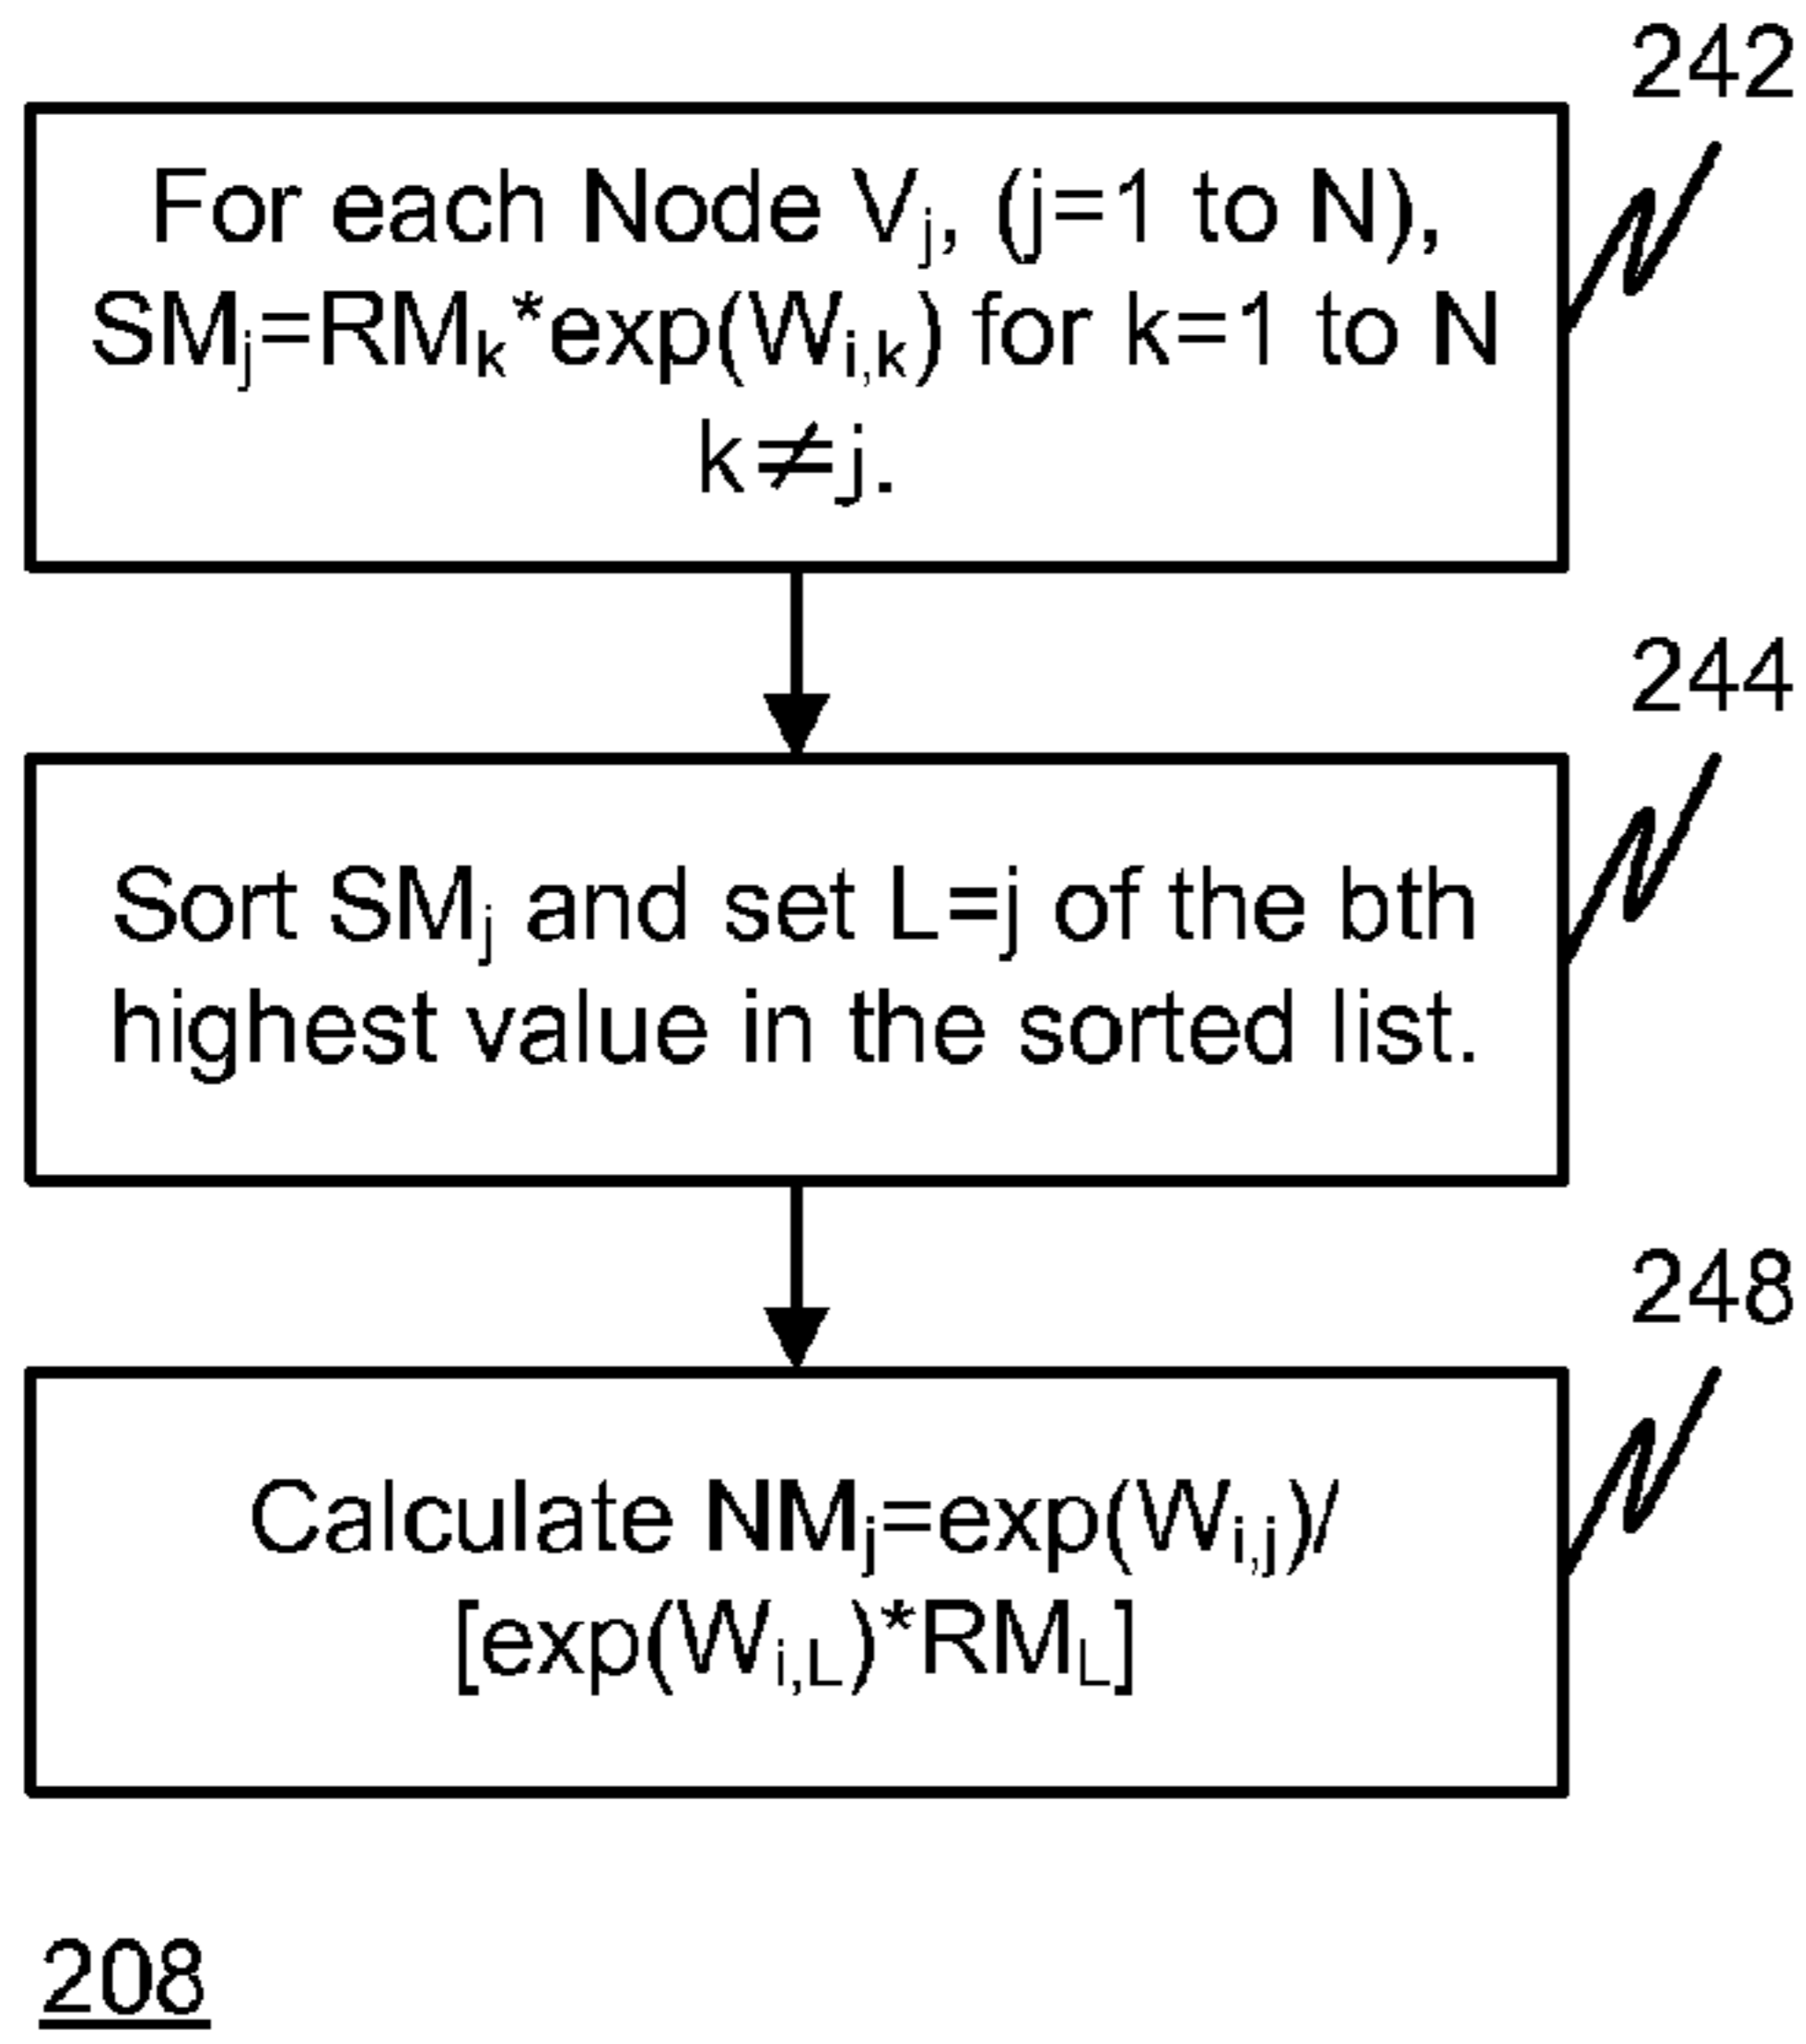 242
For each Node Vj, (j=1 to N),
SMj=RMk*exp(Wi,k) for k=1 to N
k≠j.
244
Sort SMj and set L=j of the bth
highest value in the sorted list.
248
Calculate NMj=exp(Wi,j)/
[exp(Wi,L)*RML]
208